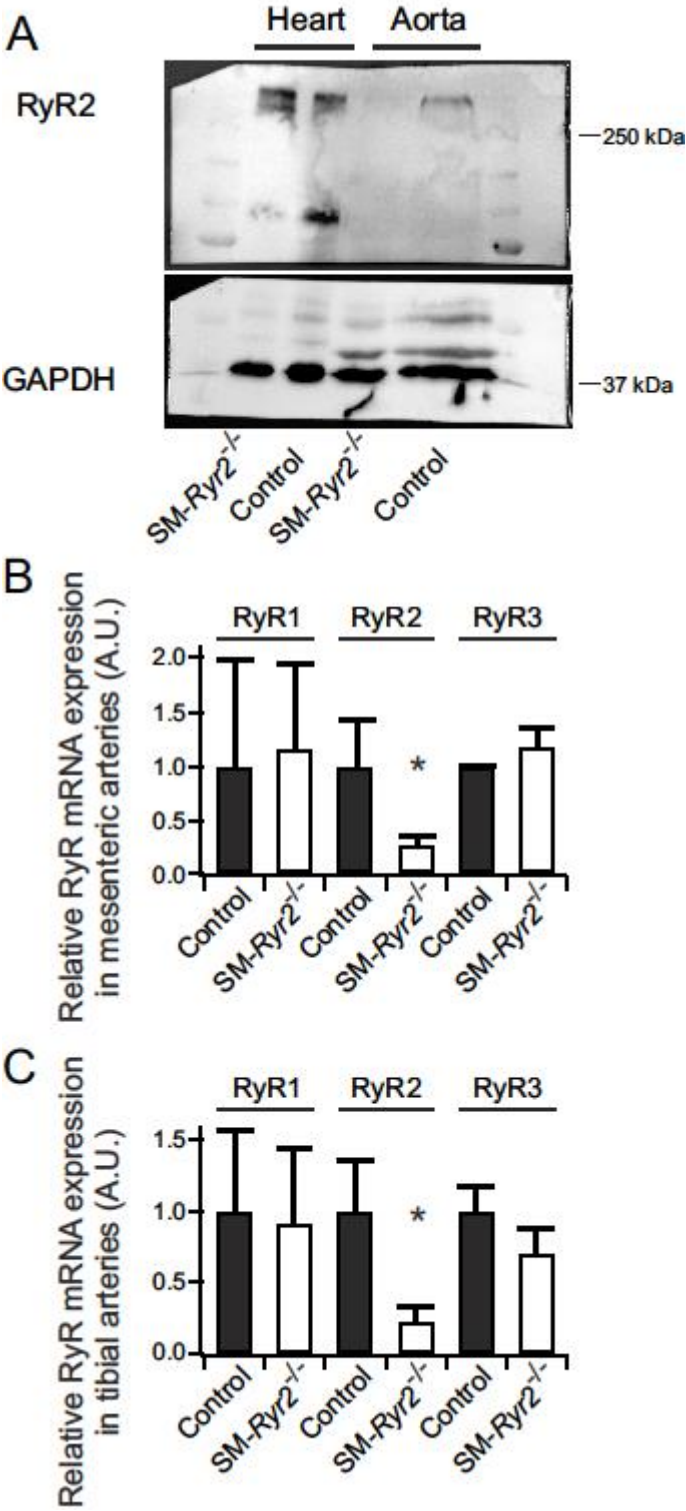 A
Heart Aorta
RyR2
250 kDa
GAPDH
37 kDa
SM-Ryr2-/- Control SM-Ryr2-/- Control
B
Relative RyR mRNA expression
in mesenteric arteries (A.U.)
RyR1 RyR2 RyR3
2.0
1.5
1.0
*
0.5
0.0
Control SM-Ryr2-/- Control SM-Ryr2-/- Control SM-Ryr2-/-
C
Relative RyR mRNA expression
in tibial arteries (A.U.)
RyR1 RyR2 RyR3
1.5
1.0
*
0.5
0.0
Control SM-Ryr2-/- Control SM-Ryr2-/- Control SM-Ryr2-/-